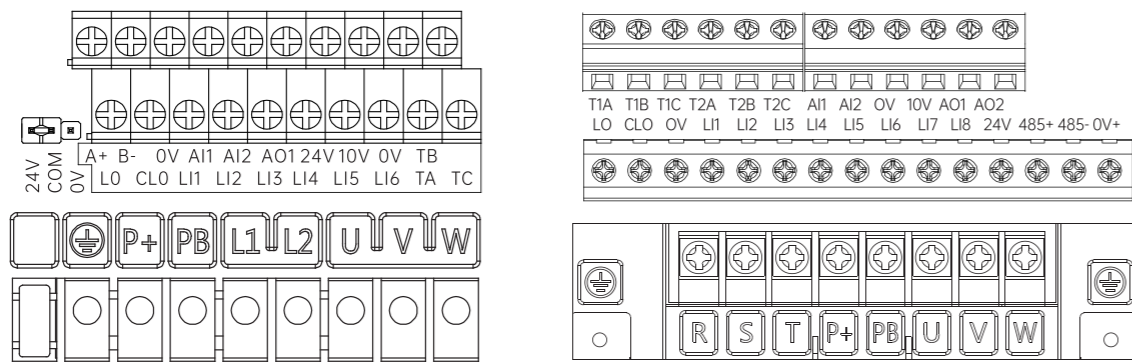 24V
COM
0V
A+ B- 0V AI1 AI2 AO1 24V 10V 0V TB
L0 CL0 LI1 LI2 LI3 LI4 LI5 LI6 TA TC
P+ PB L1 L2 U V W
T1A T1B T1C T2A T2B T2C AI1 AI2 0V 10V AO1 AO2
LO CLO OV LI1 LI2 LI3 LI4 LI5 LI6 LI7 LI8 24V 485+ 485- 0V+
R S T P+ PB U V W